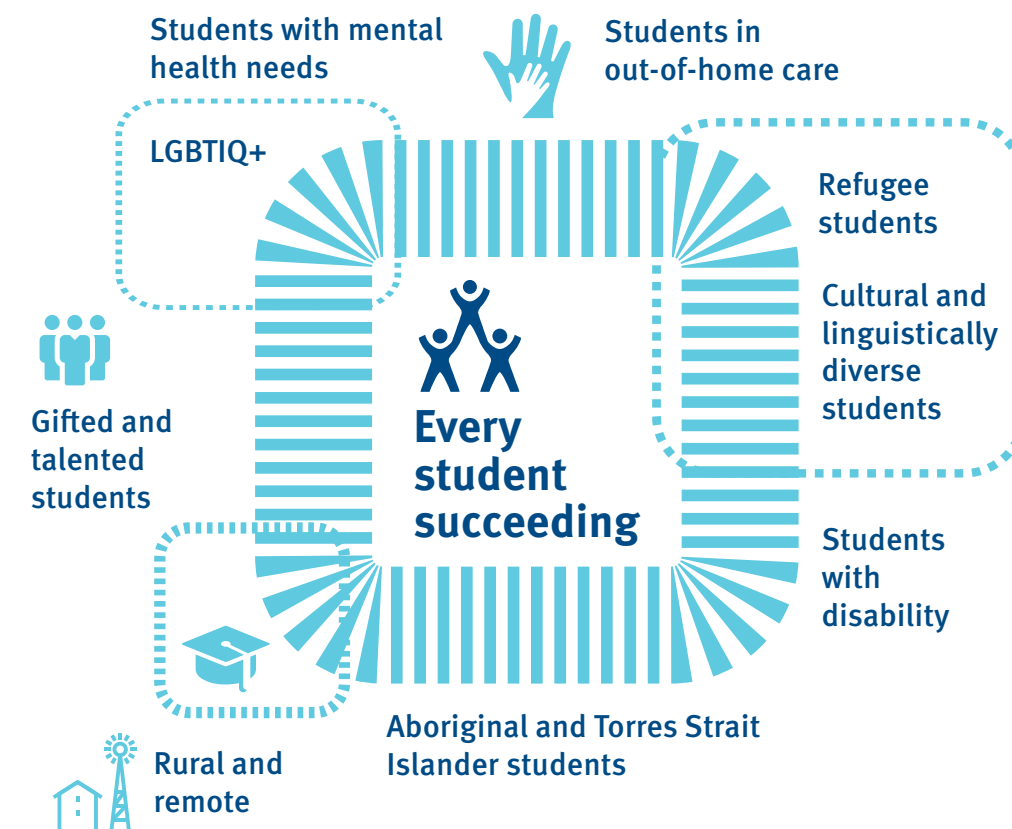 Students with mental
health needs
Students in
out-of-home care
LGBTIQ+
Refugee
students
Cultural and
linguistically
diverse
students
Gifted and
talented
students
Every
student
succeeding
Students
with
disability
Aboriginal and Torres Strait
Islander students
Rural and
remote